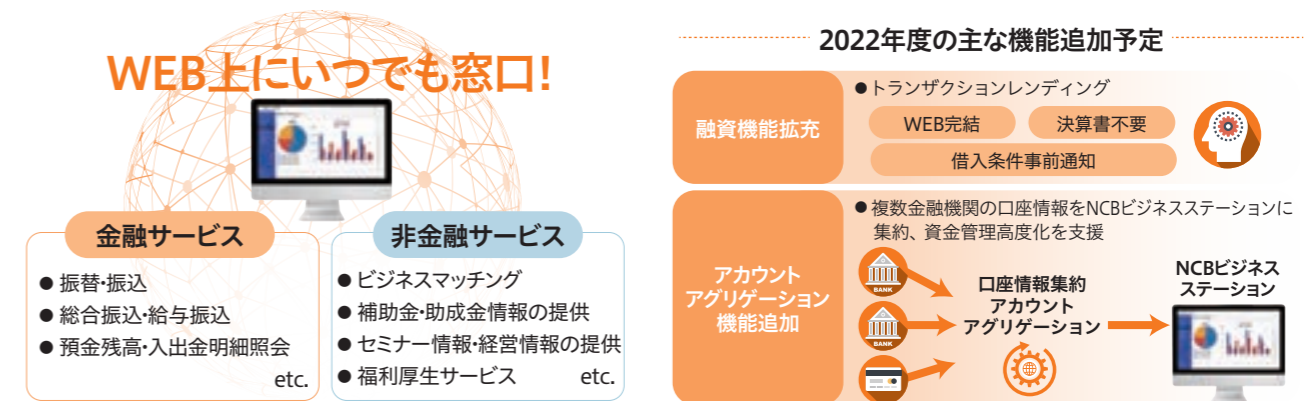 WEB上にいつでも窓口!
金融サービス
● 振替・振込
● 総合振込・給与振込
● 預金残高・入出金明細照会
etc.
非金融サービス
● ビジネスマッチング
● 補助金・助成金情報の提供
● セミナー情報・経営情報の提供
● 福利厚生サービス etc.
2022年度の主な機能追加予定
融資機能拡充
● トランザクションレンディング
WEB完結 決算書不要
借入条件事前通知
アカウント
アグリゲーション
機能追加
● 複数金融機関の口座情報をNCBビジネスステーションに
集約、資金管理高度化を支援
BANK
BANK
口座情報集約
アカウント
アグリゲーション
NCBビジネス
ステーション